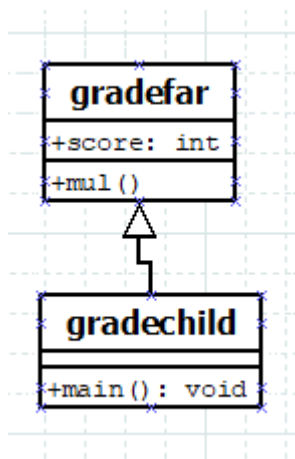 gradefar
+score: int
+mul()
gradechild
+main(): void